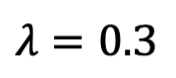 λ = 0.3